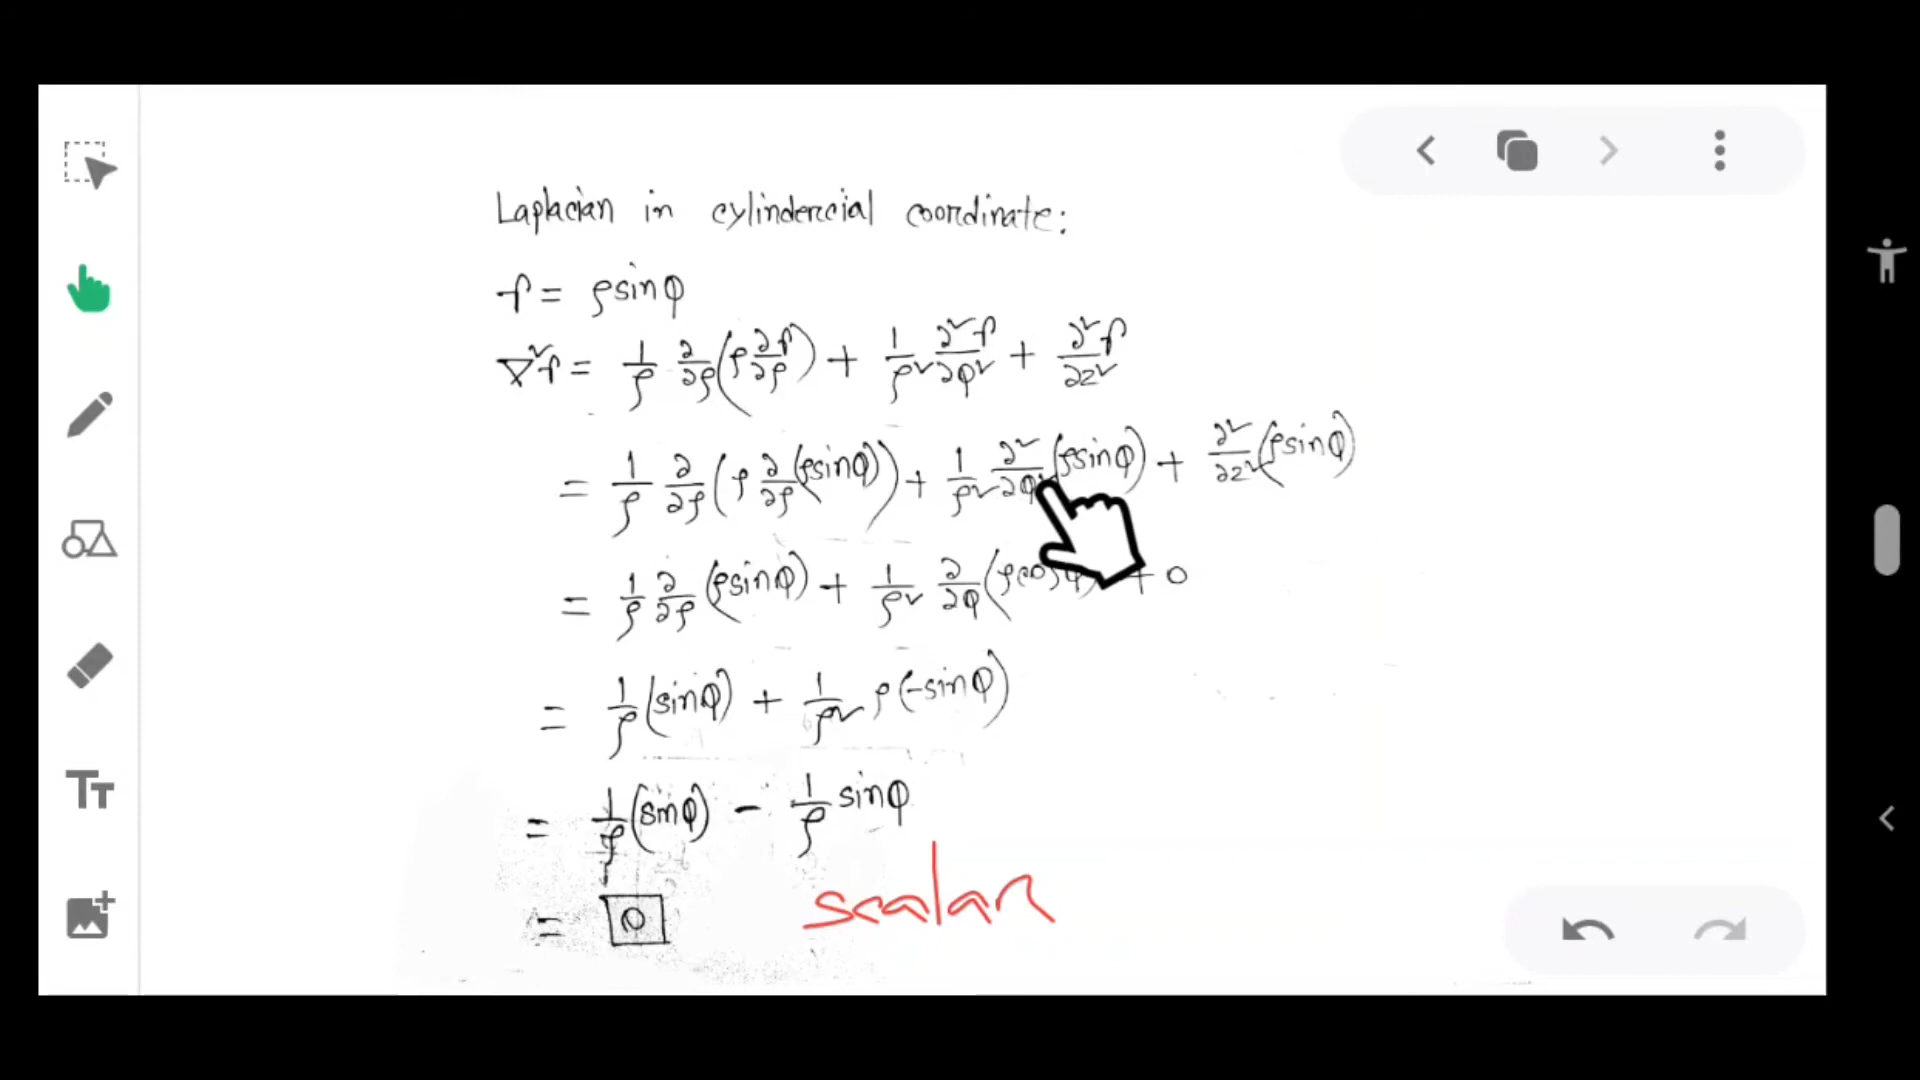 Laplacian in cylindercial coordinate:
f = ρsinφ
∇²f = 1/ρ ∂/∂ρ(ρ ∂f/∂ρ) + 1/ρ² ∂²f/∂φ² + ∂²f/∂z²
= 1/ρ ∂/∂ρ(ρ ∂/∂ρ(ρsinφ)) + 1/ρ² ∂²/∂φ²(ρsinφ) + ∂²/∂z²(ρsinφ)
= 1/ρ ∂/∂ρ(ρsinφ) + 1/ρ² ∂/∂φ(ρcosφ) + 0
= 1/ρ(sinφ) + 1/ρ² ρ(-sinφ)
= 1/ρ(sinφ) - 1/ρ sinφ
= 0
scalar
TT